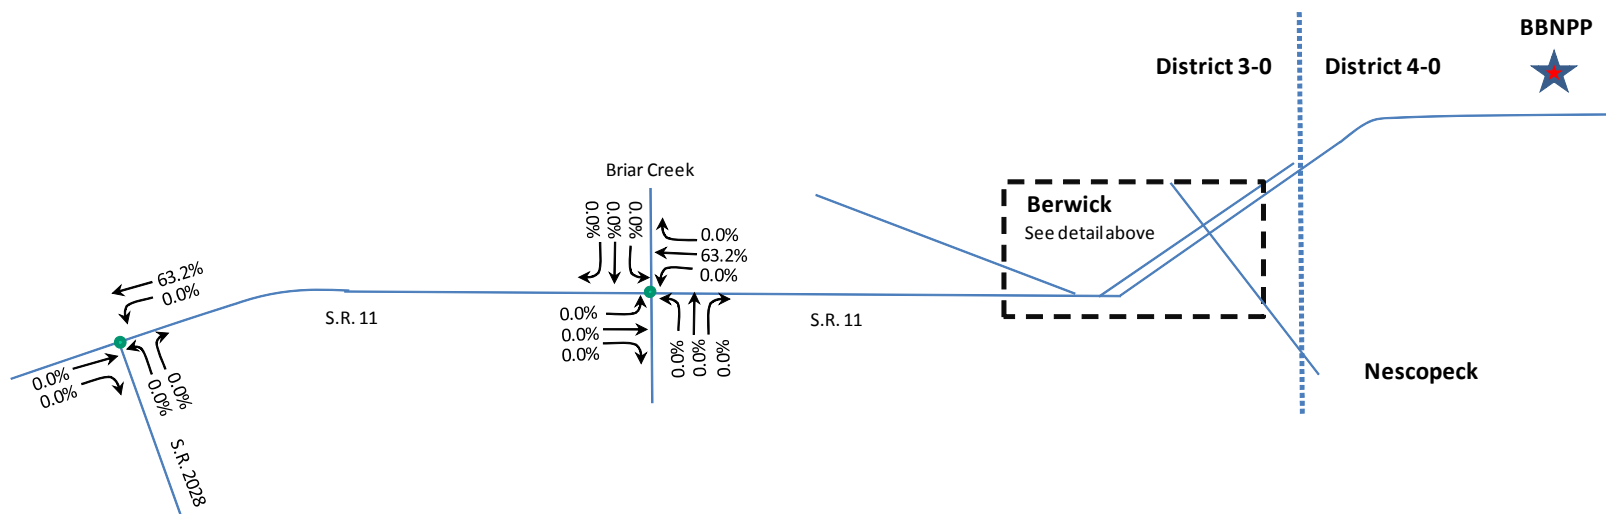 BBNPP
District 3-0
District 4-0
Briar Creek
0.0%
0.0%
0.0%
0.0%
63.2%
0.0%
Berwick
See detail above
63.2%
0.0%
S.R. 11
0.0%
0.0%
0.0%
S.R. 11
0.0%
0.0%
0.0%
0.0%
0.0%
0.0%
0.0%
Nescopeck
S.R. 2028